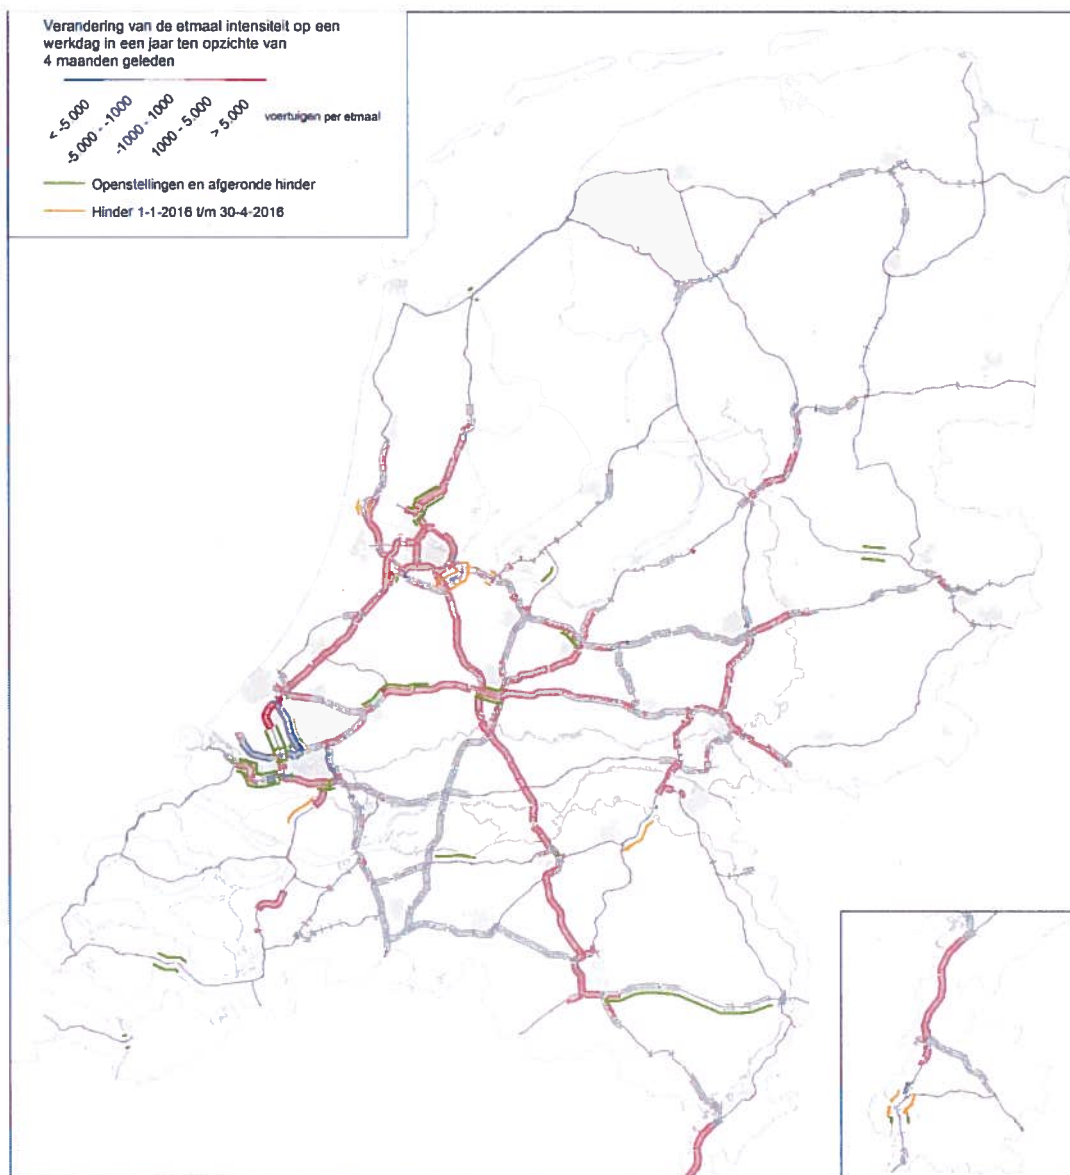 Verandering van de etmaal intensiteit op een
werkdag in een jaar ten opzichte van
4 maanden geleden
< -5.000
-5.000 - -1000
-1000 - 1000
1000 - 5.000
> 5.000
voertuigen per etmaal
Openstellingen en afgeronde hinder
Hinder 1-1-2016 t/m 30-4-2016